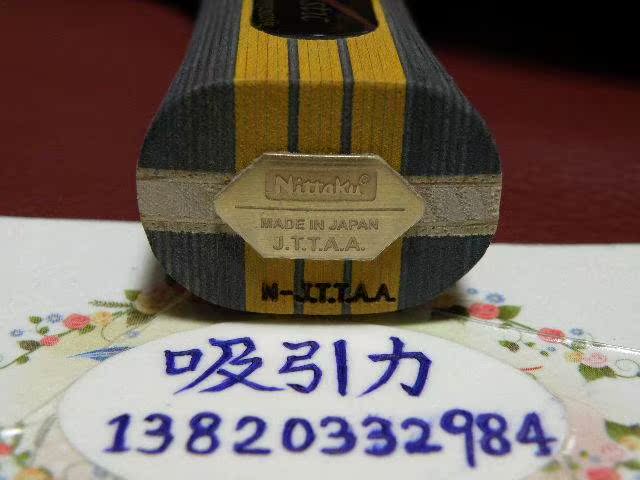 Nittaku®
MADE IN JAPAN
J.T.T.A.A.
N-J.T.T.A.A.
吸引力
13820332984